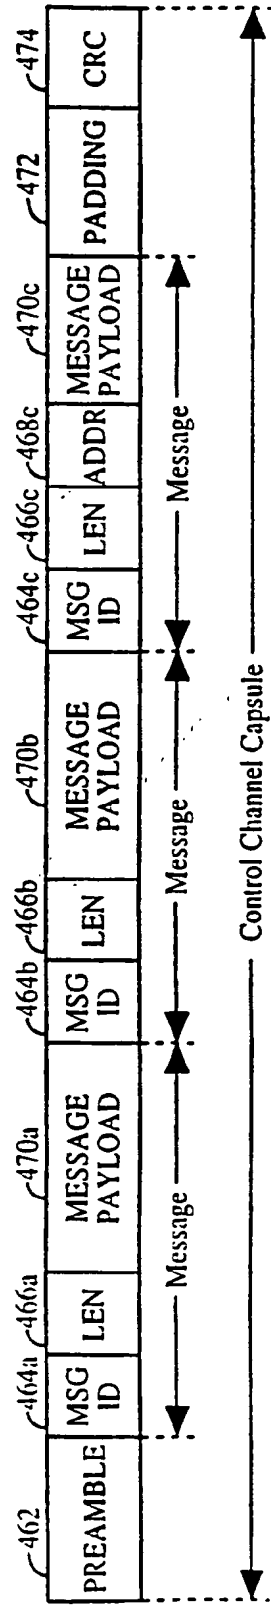 462 464a 466a 470a 464b 466b 470b 464c 466c 468c 470c 472 474
PREAMBLE
MSG
ID
LEN
MESSAGE
PAYLOAD
MSG
ID
LEN
MESSAGE
PAYLOAD
MSG
ID
LEN
ADDR
MESSAGE
PAYLOAD
PADDING
CRC
Message
Message
Message
Control Channel Capsule